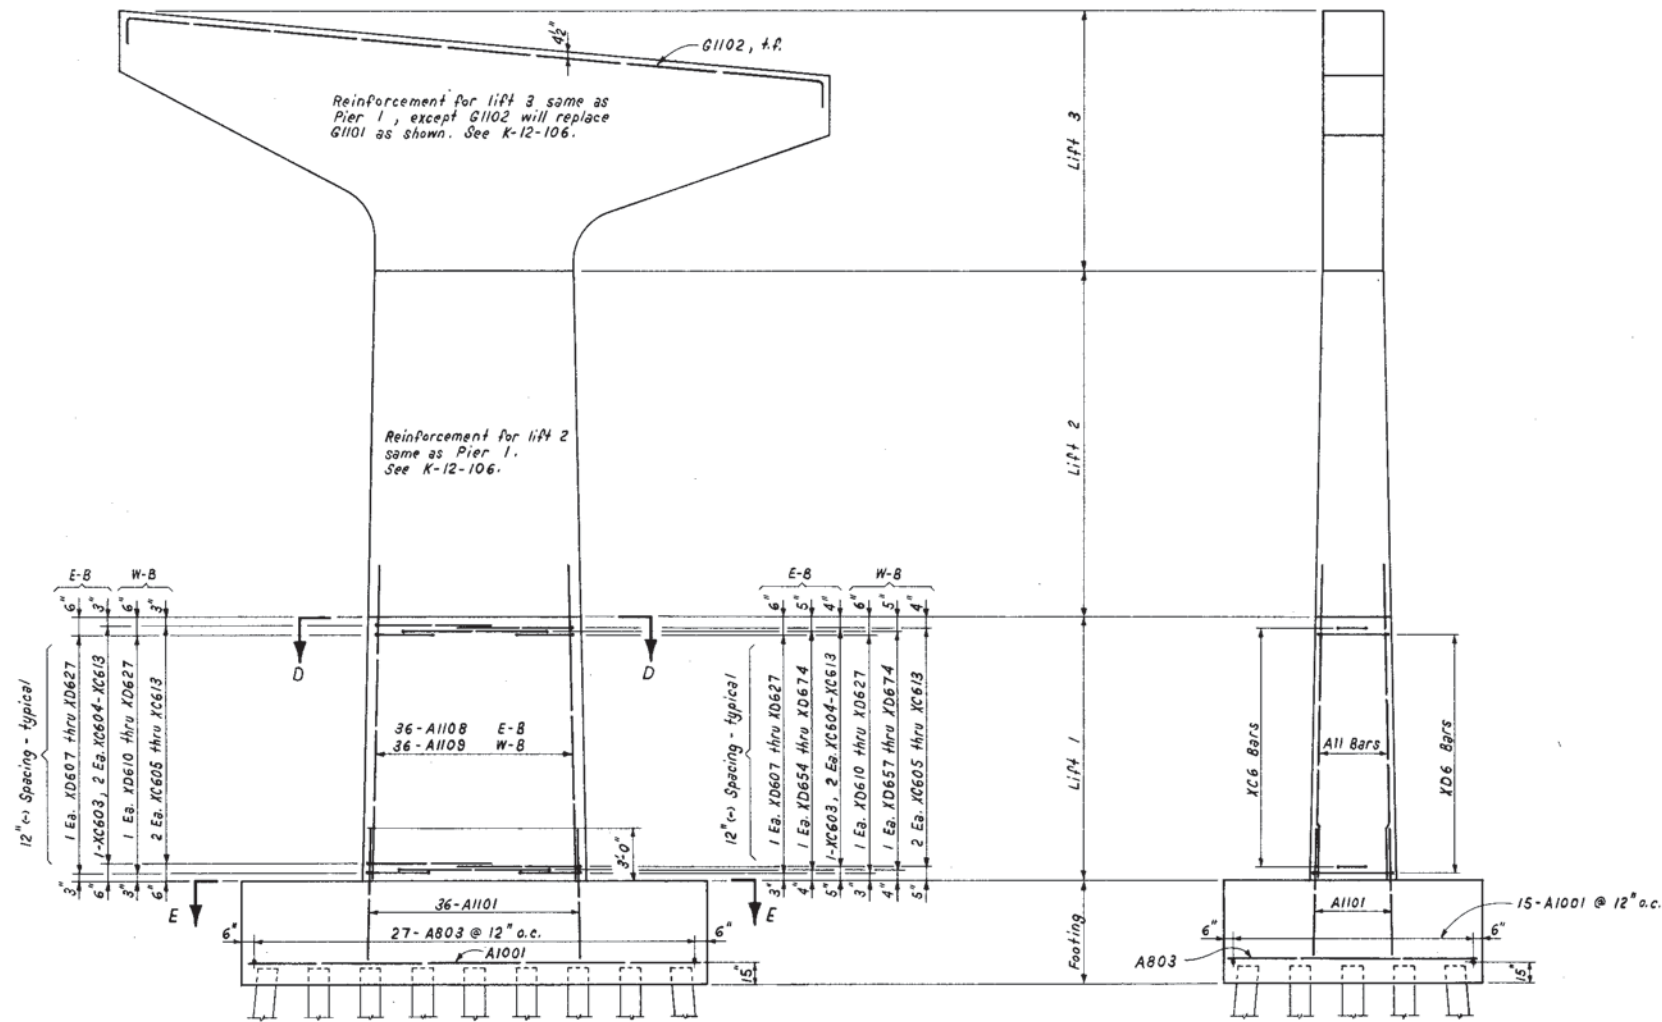 4½"
G1102, t.f.
Reinforcement for lift 3 same as
Pier 1 , except G1102 will replace
G1101 as shown. See K-12-106.
Lift 3
Reinforcement for lift 2
same as Pier 1.
See K-12-106.
Lift 2
E-B
W-B
6"
3"
6"
3"
12"(-) Spacing - typical
1 Ea. XD607 thru XD627
1-XC603, 2 Ea. XC604-XC613
1 Ea. XD610 thru XD627
2 Ea. XC605 thru XC613
3"
6"
3"
6"
D
D
36-A1108 E-B
36-A1109 W-B
3'-0"
E-B
W-B
6"
5"
4"
6"
5"
4"
12"(-) Spacing - typical
1 Ea. XD607 thru XD627
1 Ea. XD654 thru XD674
1-XC603, 2 Ea. XC604-XC613
1 Ea. XD610 thru XD627
1 Ea. XD657 thru XD674
2 Ea. XC605 thru XC613
3"
4"
5"
3"
4"
5"
Lift 1
XC6 Bars
A11 Bars
XD6 Bars
E
E
36-A1101
6"
27-A803 @ 12" o.c.
6"
A1001
15"
Footing
A1101
6"
6"
15-A1001 @ 12" o.c.
A803
15"